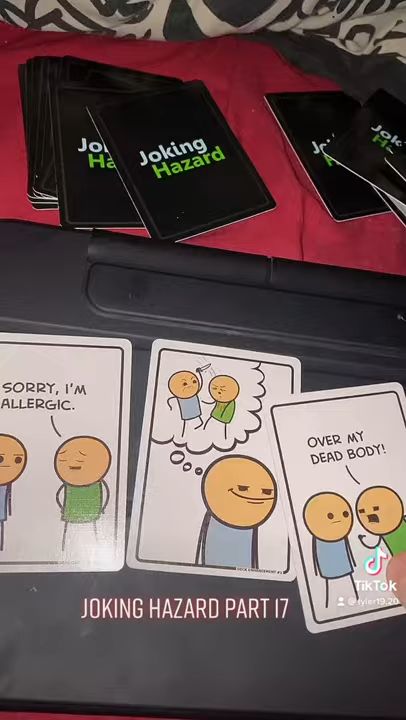 Joking
Hazard
SORRY, I'M
ALLERGIC.
OVER MY
DEAD BODY!
TikTok
JOKING HAZARD PART 17